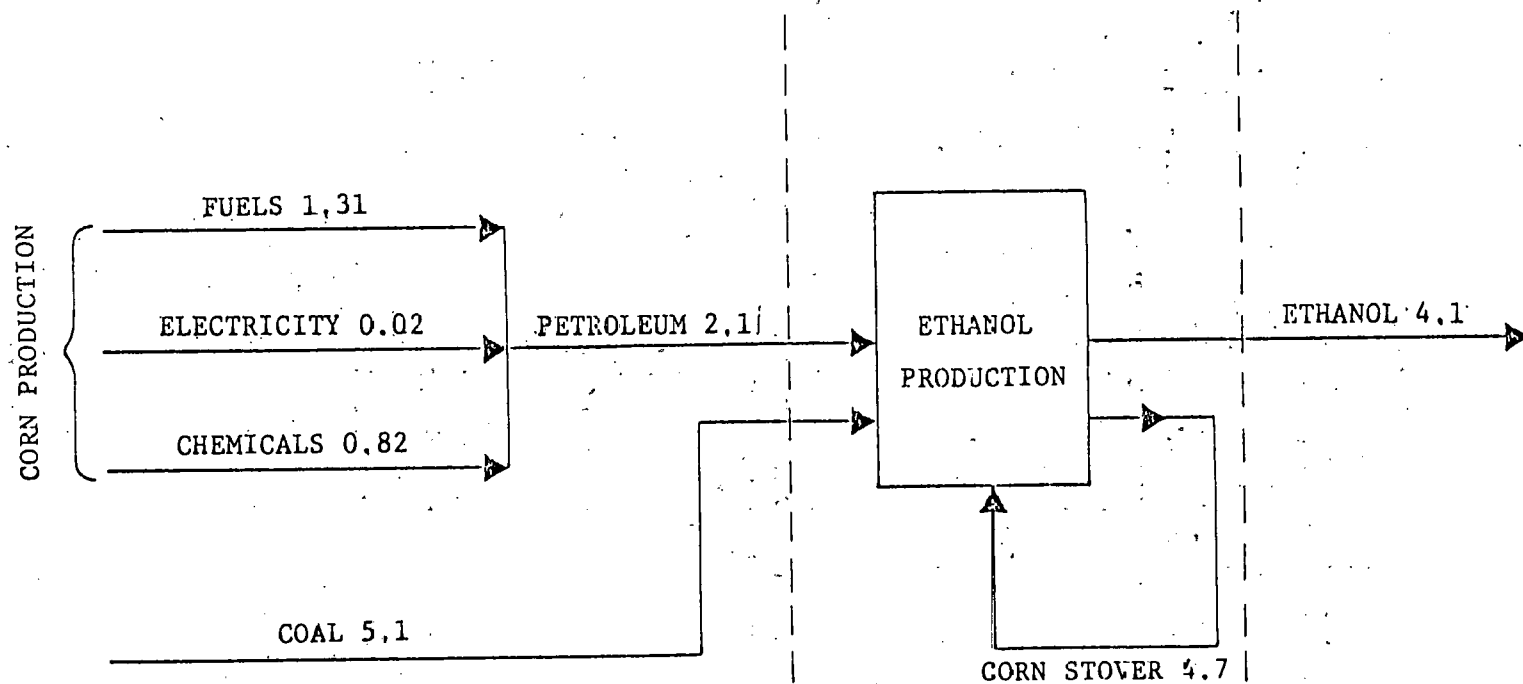 FUELS 1.31
CORN PRODUCTION
ELECTRICITY 0.02
PETROLEUM 2.1
ETHANOL 4.1
ETHANOL
PRODUCTION
CHEMICALS 0.82
COAL 5.1
CORN STOVER 4.7